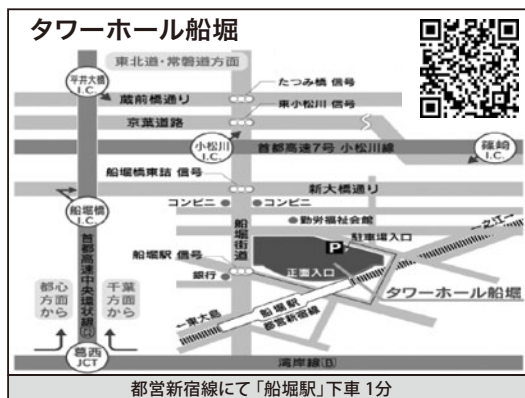 タワーホール船堀
東北道・常磐道方面
平井大橋
I.C.
たつみ橋 信号
蔵前橋通り
東小松川 信号
京葉道路
小松川
I.C.
首都高速7号 小松川線
篠崎
I.C.
船堀橋東詰 信号
新大橋通り
コンビニ
コンビニ
船堀橋
I.C.
勤労福祉会館
一之江→
駐車場入口
P
船堀街道
船堀駅 信号
正面入口
銀行
首都高速中央環状線(C2)
タワーホール船堀
都心方面から
千葉方面から
船堀駅
←東大島
都営新宿線
葛西
JCT
湾岸線(B)
都営新宿線にて「船堀駅」下車 1分